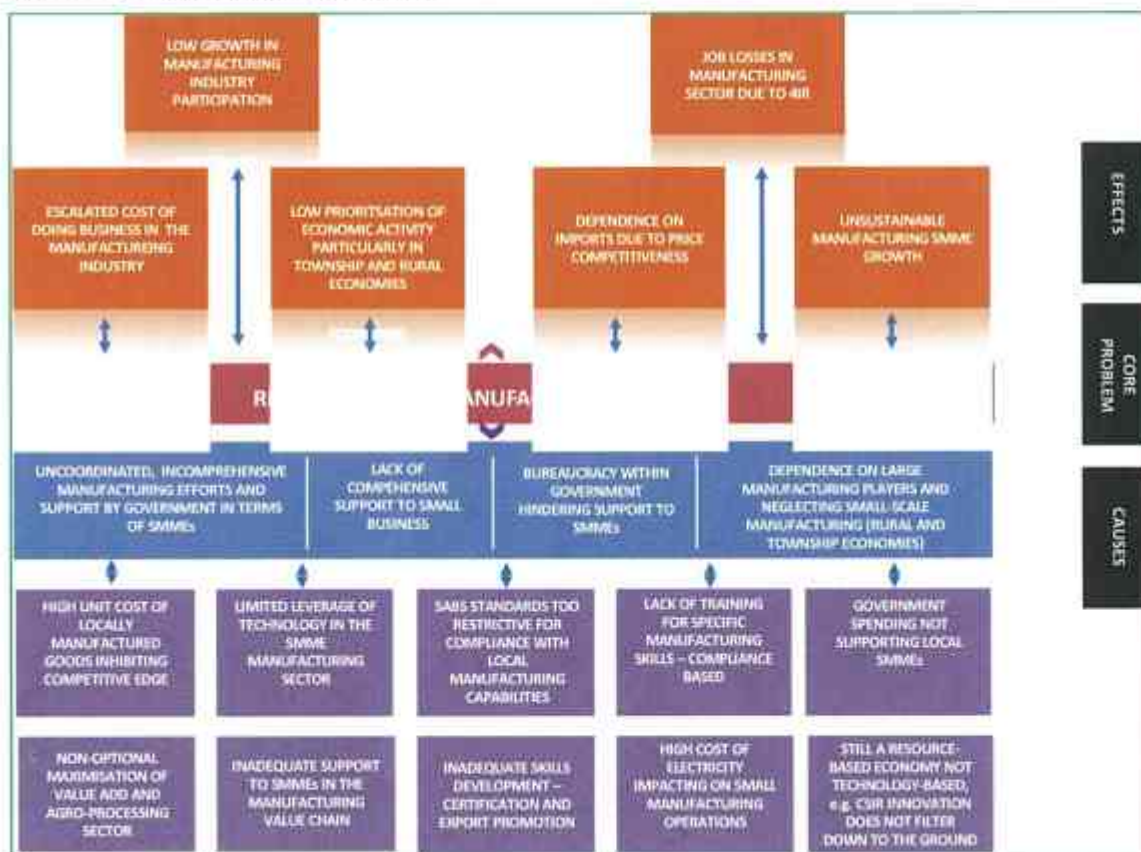 LOW GROWTH IN
MANUFACTURING
INDUSTRY
PARTICIPATION
JOB LOSSES IN
MANUFACTURING
SECTOR DUE TO 4IR
ESCALATED COST OF
DOING BUSINESS IN THE
MANUFACTUREING
INDUSTRY
LOW PRIORITSATION OF
ECONOMIC ACTIVITY
PARTICULARLY IN
TOWNSHIP AND RURAL
ECONOMIES
DEPENDENCE ON
IMPORTS DUE TO PRICE
COMPETITIVENESS
UNSUSTAINABLE
MANUFACTURING SMME
GROWTH
EFFECTS
R
ANUFA
CORE
PROBLEM
UNCOORDINATED, INCOMPREHENSIVE
MANUFACTURING EFFORTS AND
SUPPORT BY GOVERNMENT IN TERMS
OF SMMEs
LACK OF
COMPEHENSIVE
SUPPORT TO SMALL
BUSINESS
BUREAUCRACY WITHIN
GOVERNMENT
HINDERING SUPPORT TO
SMMEs
DEPENDENCE ON LARGE
MANUFACTURING PLAYERS AND
NEGLECTING SMALL-SCALE
MANUFACTURING (RURAL AND
TOWNSHIP ECONOMIES)
CAUSES
HIGH UNIT COST OF
LOCALLY
MANUFACTURED
GOODS INHIBITING
COMPETITIVE EDGE
LIMITED LEVERAGE OF
TECHNOLOGY IN THE
SMME
MANUFACTURING
SECTOR
SABS STANDARDS TOO
RESTRICTIVE FOR
COMPLIANCE WITH
LOCAL
MANUFACTURING
CAPABILITIES
LACK OF TRAINING
FOR SPECIFIC
MANUFACTURING
SKILLS – COMPLIANCE
BASED
GOVERNMENT
SPENDING NOT
SUPPORTING LOCAL
SMMEs
NON-OPTIONAL
MAXIMISATION OF
VALUE ADD AND
AGRO-PROCESSING
SECTOR
INADEQUATE SUPPORT
TO SMMEs IN THE
MANUFACTURING
VALUE CHAIN
INADEQUATE SKILLS
DEVELOPMENT –
CERTIFICATION AND
EXPORT PROMOTION
HIGH COST OF
ELECTRICITY
IMPACTING ON SMALL
MANUFACTURING
OPERATIONS
STILL A RESOURCE-
BASED ECONOMY NOT
TECHNOLOGY-BASED,
e.g. CSIR INNOVATION
DOES NOT FILTER
DOWN TO THE GROUND